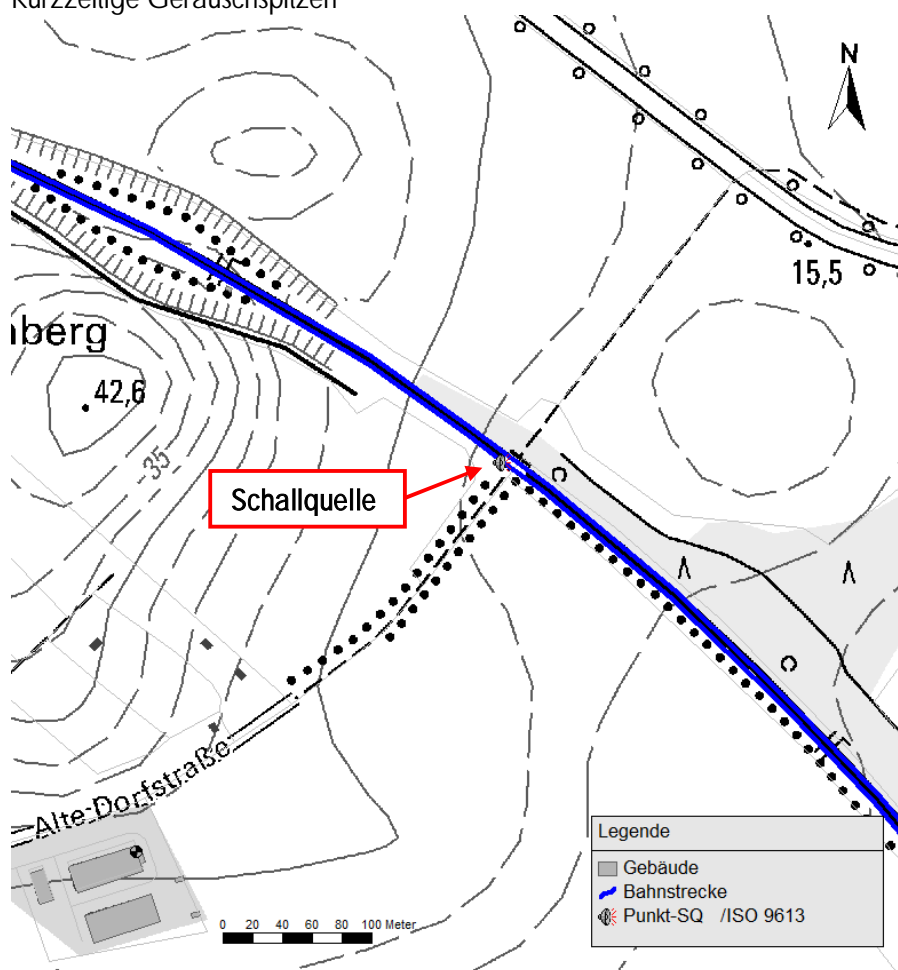 Kurzzeitige Geräuschspitzen
N
15,5
nberg
42,6
35
Schallquelle
Alte-Dorfstraße
Legende
Gebäude
Bahnstrecke
Punkt-SQ /ISO 9613
0 20 40 60 80 100 Meter